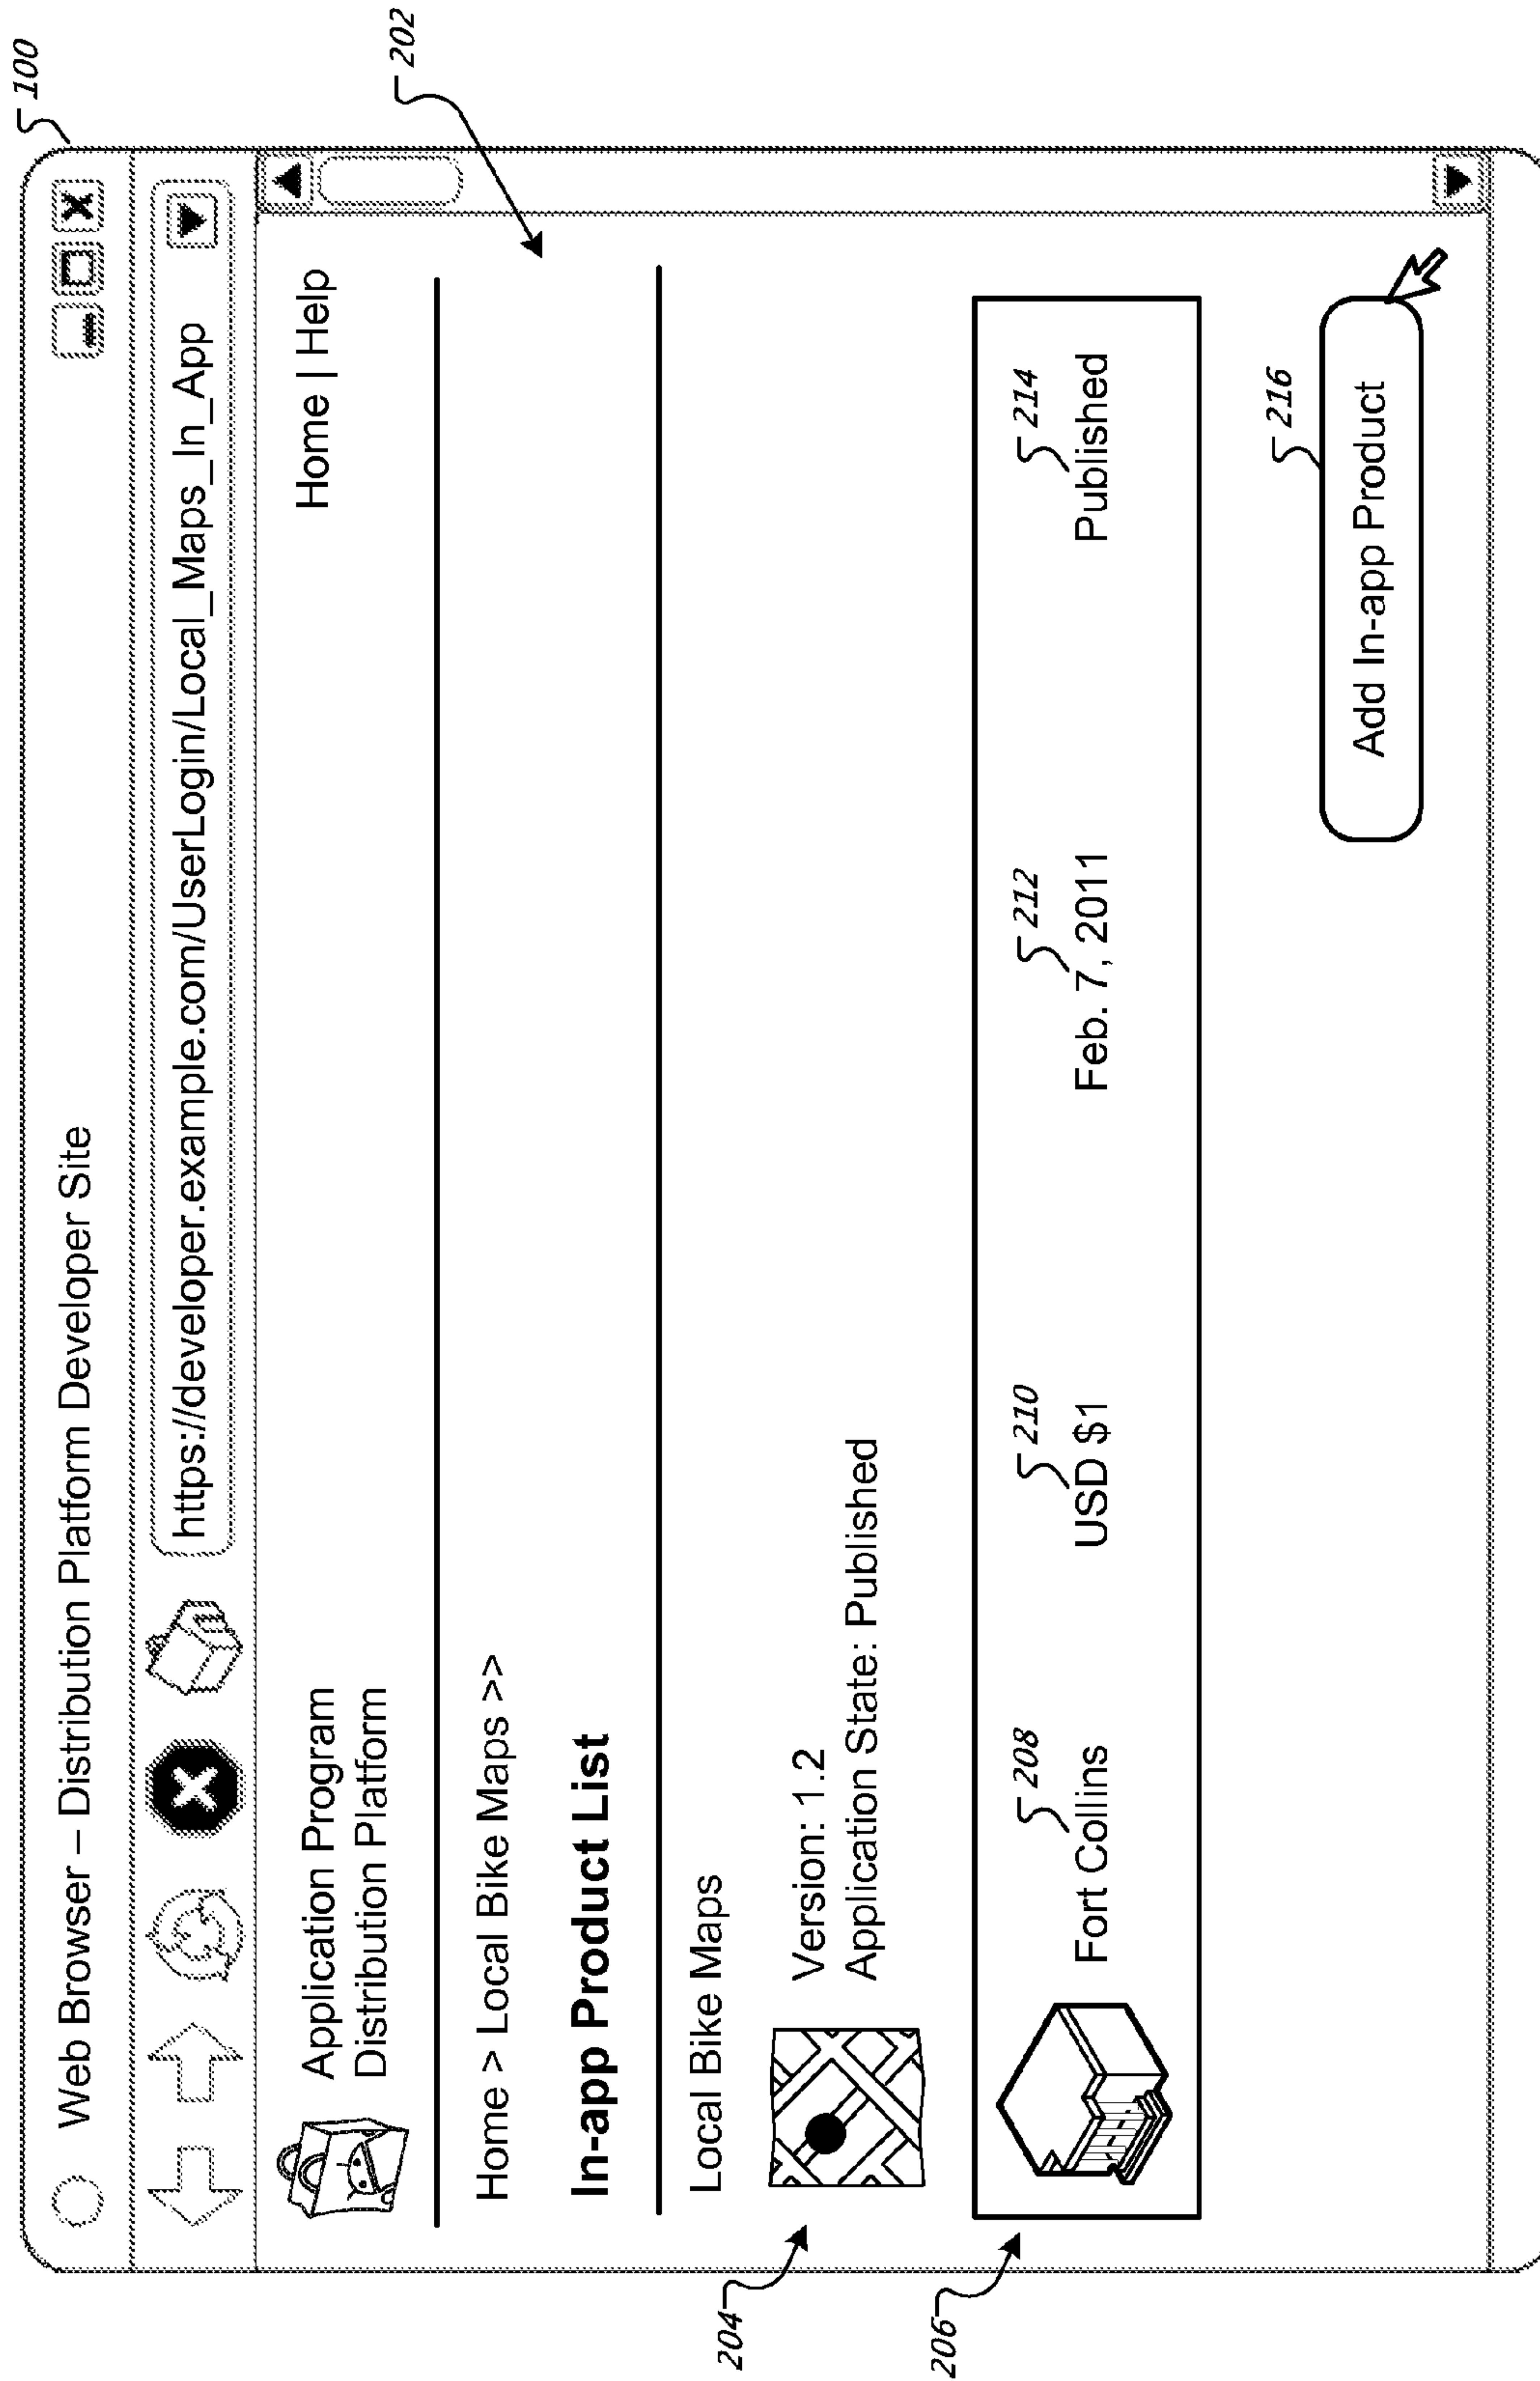 100
Web Browser – Distribution Platform Developer Site
https://developer.example.com/UserLogin/Local_Maps_In_App
Application Program
Distribution Platform
Home | Help
202
Home > Local Bike Maps >>
In-app Product List
Local Bike Maps
204
Version: 1.2
Application State: Published
206
208
210
212
214
Fort Collins
USD $1
Feb. 7, 2011
Published
216
Add In-app Product